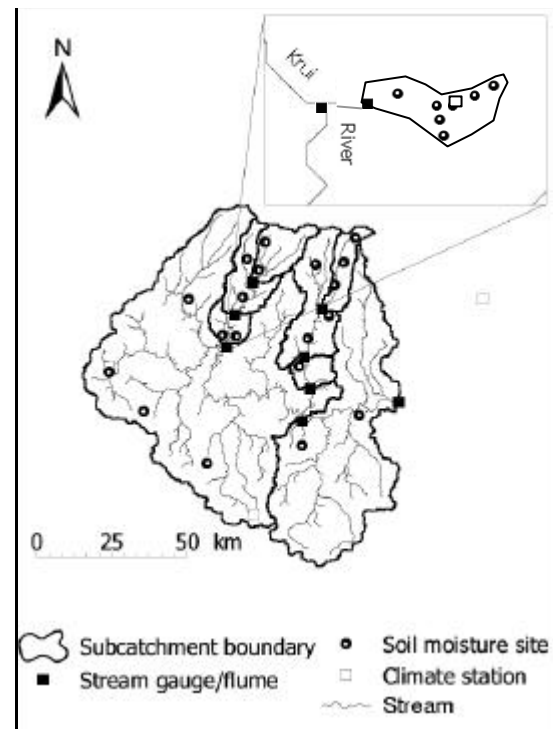 N
Krui
River
0 25 50 km
Subcatchment boundary
Soil moisture site
Stream gauge/flume
Climate station
Stream